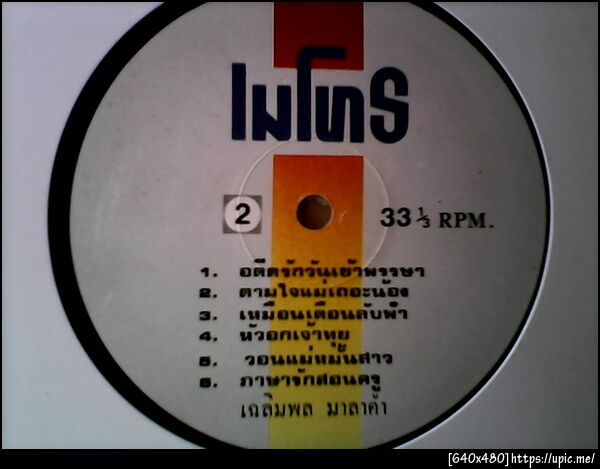 ไมโทร
2 33 1/3 RPM.
1. อดีตรักวันเข้าพรรษา
2. ตามใจแม่เถอะน้อง
3. เหมือนเดือนดับฟ้า
4. หัวอกเจ้าทุย
5. วอนแม่หมั้นสาว
6. ภาษารักสอนครู
เฉลิมพล มาลาคำ
[640x480]https://upic.me/